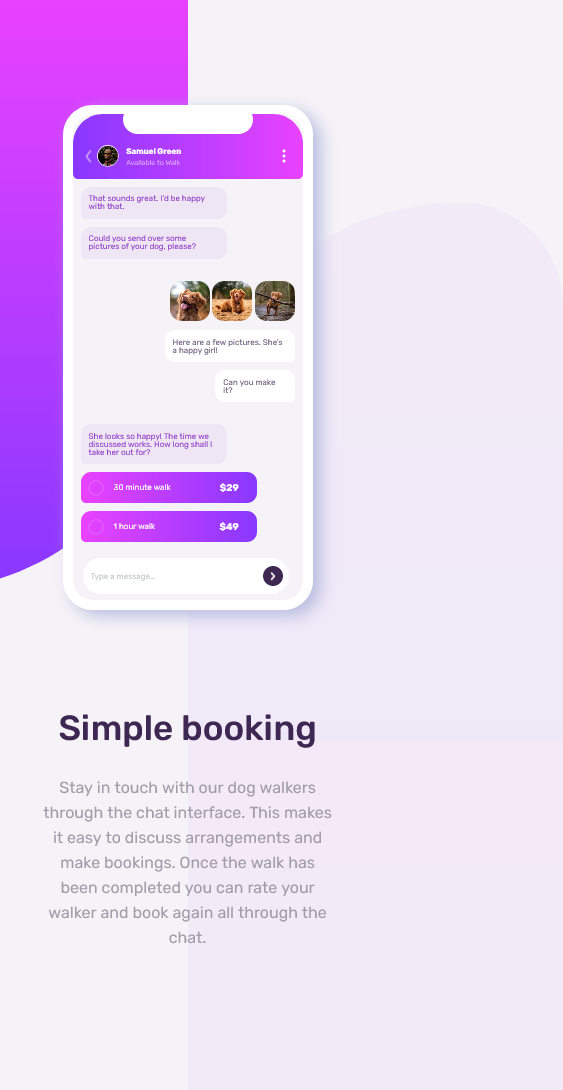 Samuel Green
Available to Walk
That sounds great. I'd be happy
with that.
Could you send over some
pictures of your dog, please?
Here are a few pictures. She's
a happy girl!
Can you make
it?
She looks so happy! The time we
discussed works. How long shall I
take her out for?
30 minute walk $29
1 hour walk $49
Type a message…
Simple booking
Stay in touch with our dog walkers
through the chat interface. This makes
it easy to discuss arrangements and
make bookings. Once the walk has
been completed you can rate your
walker and book again all through the
chat.